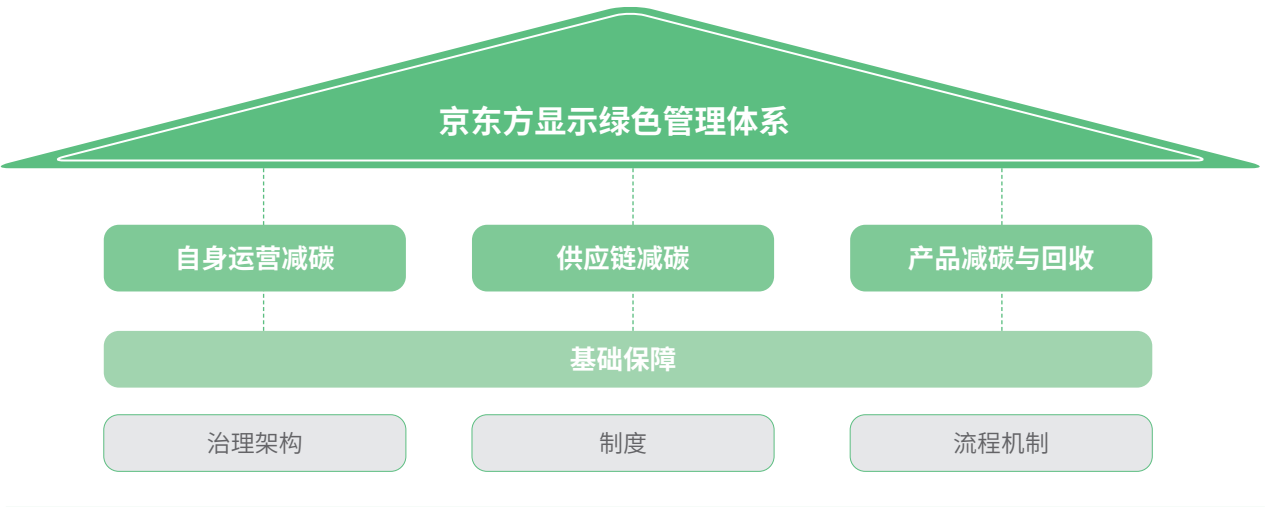 京东方显示绿色管理体系
自身运营减碳
供应链减碳
产品减碳与回收
基础保障
治理架构
制度
流程机制